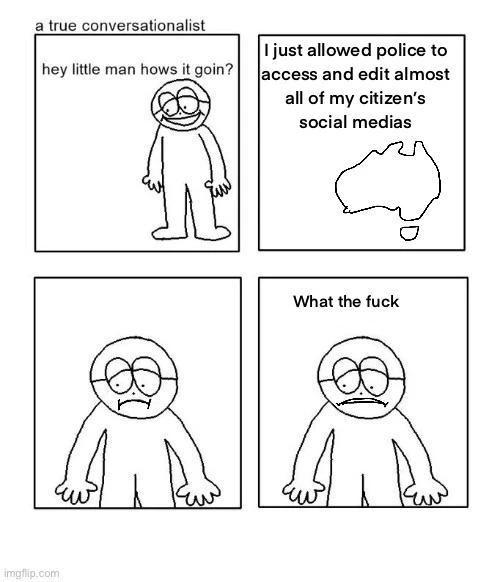 a true conversationalist
hey little man hows it goin?
I just allowed police to
access and edit almost
all of my citizen’s
social medias
What the fuck
imgflip.com